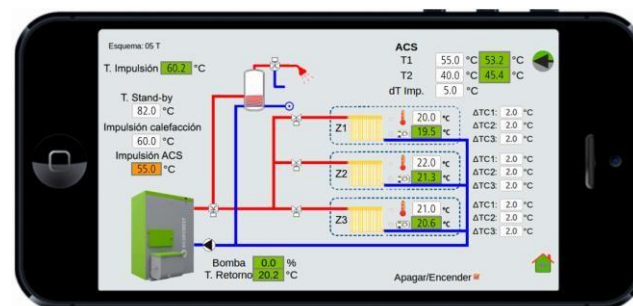 Esquema: 05 T
T. Impulsión 60.2 °C
T. Stand-by
82.0 °C
Impulsión calefacción
60.0 °C
Impulsión ACS
55.0 °C
Bomba 0.0 %
T. Retorno 20.2 °C
ACS
T1 55.0 °C 53.2 °C
T2 40.0 °C 45.4 °C
dT Imp. 5.0 °C
Z1
20.0 °C
19.5 °C
ΔTC1: 2.0 °C
ΔTC2: 2.0 °C
ΔTC3: 2.0 °C
Z2
22.0 °C
21.3 °C
ΔTC1: 2.0 °C
ΔTC2: 2.0 °C
ΔTC3: 2.0 °C
Z3
21.0 °C
20.6 °C
ΔTC1: 2.0 °C
ΔTC2: 2.0 °C
ΔTC3: 2.0 °C
Apagar/Encender